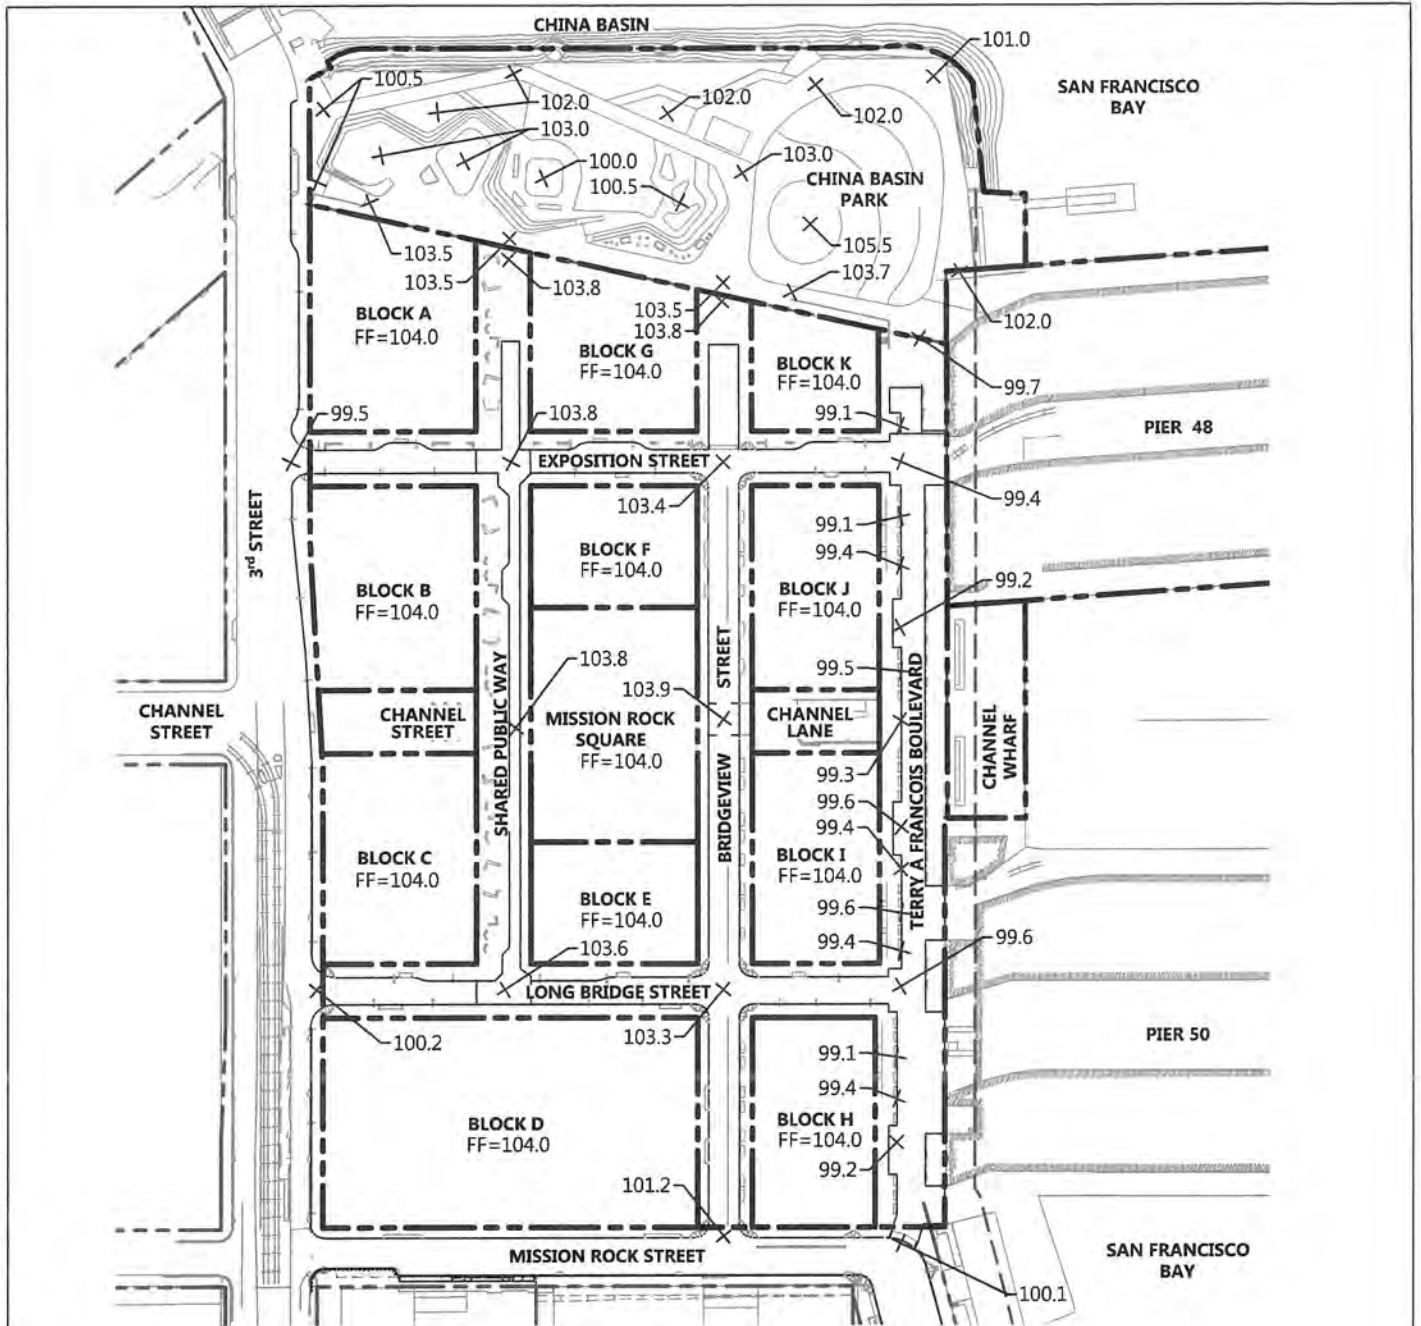 CHINA BASIN
101.0
SAN FRANCISCO
BAY
100.5
102.0
102.0
102.0
103.0
103.0
100.0
100.5
CHINA BASIN
PARK
105.5
103.5
103.5
103.8
103.7
103.5
103.8
102.0
BLOCK A
FF=104.0
BLOCK G
FF=104.0
BLOCK K
FF=104.0
99.7
99.5
103.8
99.1
PIER 48
EXPOSITION STREET
103.4
99.4
3rd STREET
99.1
99.4
BLOCK F
FF=104.0
BLOCK B
FF=104.0
BLOCK J
FF=104.0
99.2
STREET
103.8
99.5
103.9
SHARED PUBLIC WAY
TERRY A FRANCOIS BOULEVARD
CHANNEL
STREET
CHANNEL
STREET
MISSION ROCK
SQUARE
FF=104.0
CHANNEL
LANE
CHANNEL
WHARF
99.3
99.6
99.4
BRIDGEVIEW
BLOCK C
FF=104.0
BLOCK I
FF=104.0
BLOCK E
FF=104.0
99.6
99.4
99.6
103.6
LONG BRIDGE STREET
100.2
103.3
PIER 50
99.1
99.4
BLOCK D
FF=104.0
BLOCK H
FF=104.0
99.2
101.2
MISSION ROCK STREET
SAN FRANCISCO
BAY
100.1